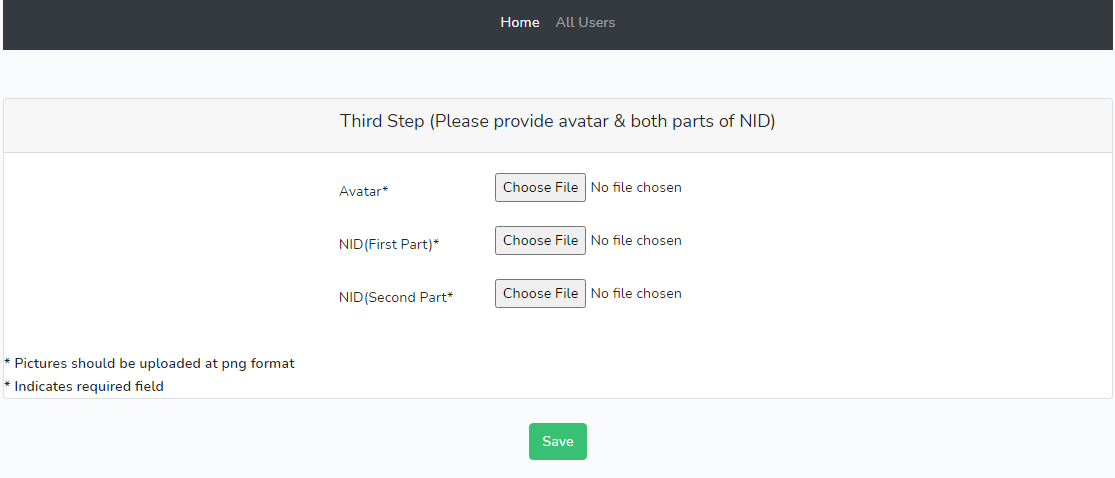 Home All Users
Third Step (Please provide avatar & both parts of NID)
Avatar* Choose File No file chosen
NID(First Part)* Choose File No file chosen
NID(Second Part* Choose File No file chosen
* Pictures should be uploaded at png format
* Indicates required field
Save